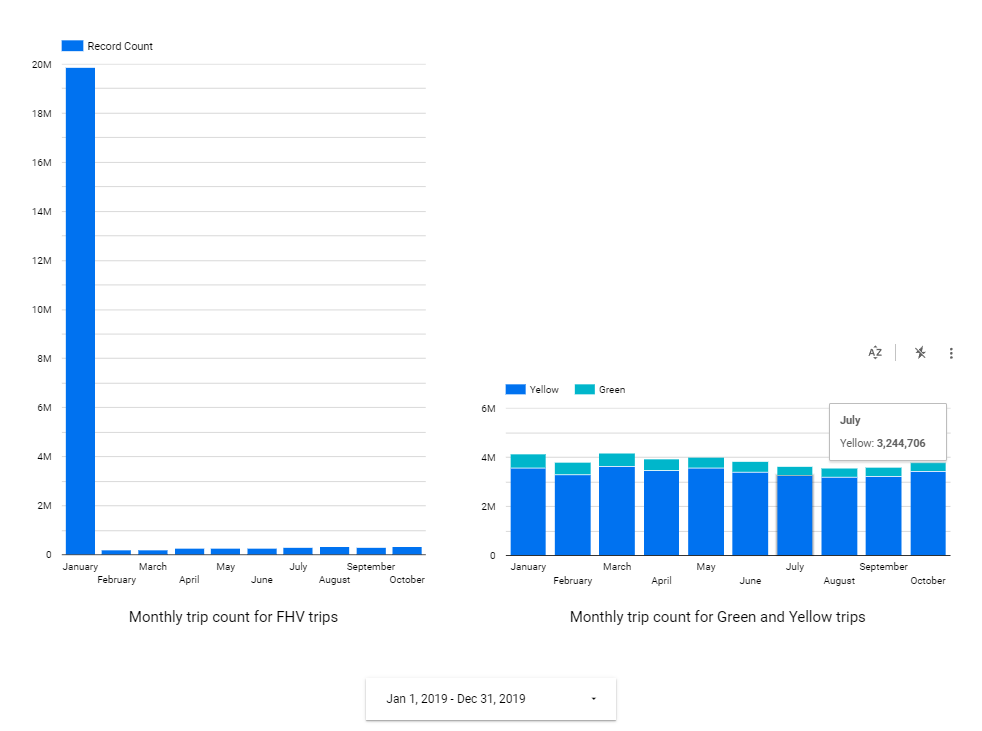 Record Count
20M
18M
16M
14M
12M
10M
8M
6M
4M
2M
0
January
February
March
April
May
June
July
August
September
October
Monthly trip count for FHV trips
AZ
Yellow Green
6M
4M
2M
0
July
Yellow: 3,244,706
January
February
March
April
May
June
July
August
September
October
Monthly trip count for Green and Yellow trips
Jan 1, 2019 - Dec 31, 2019